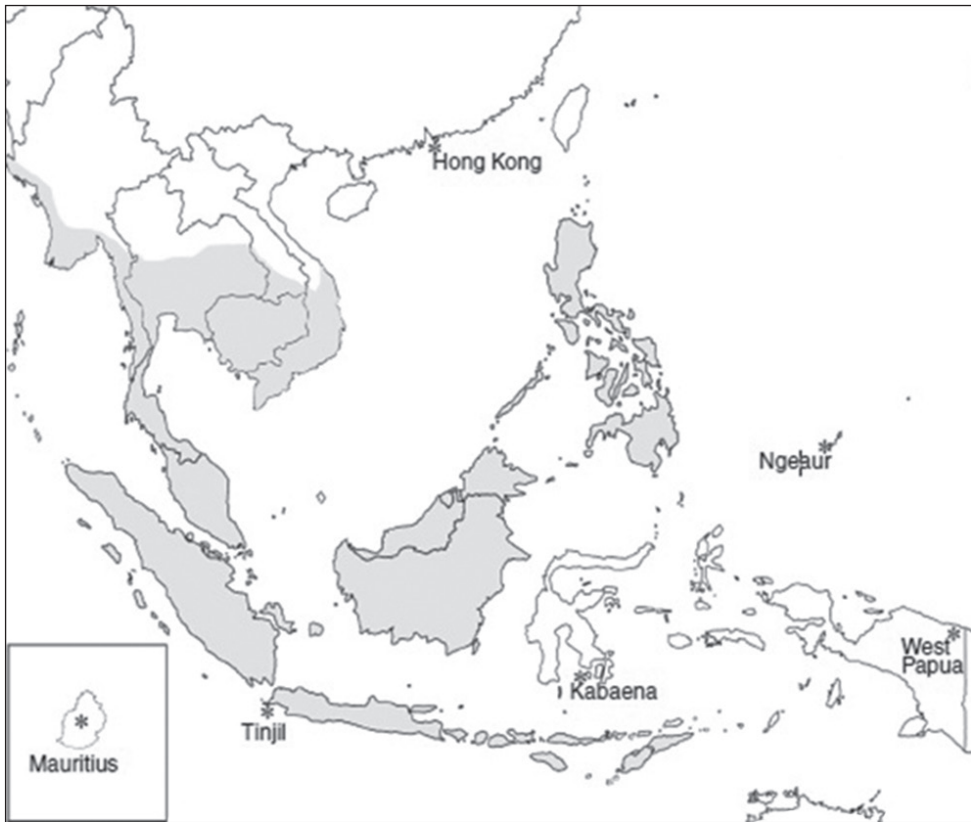 Hong Kong
Ngeaur
West
Papua
Kabaena
Tinjil
Mauritius